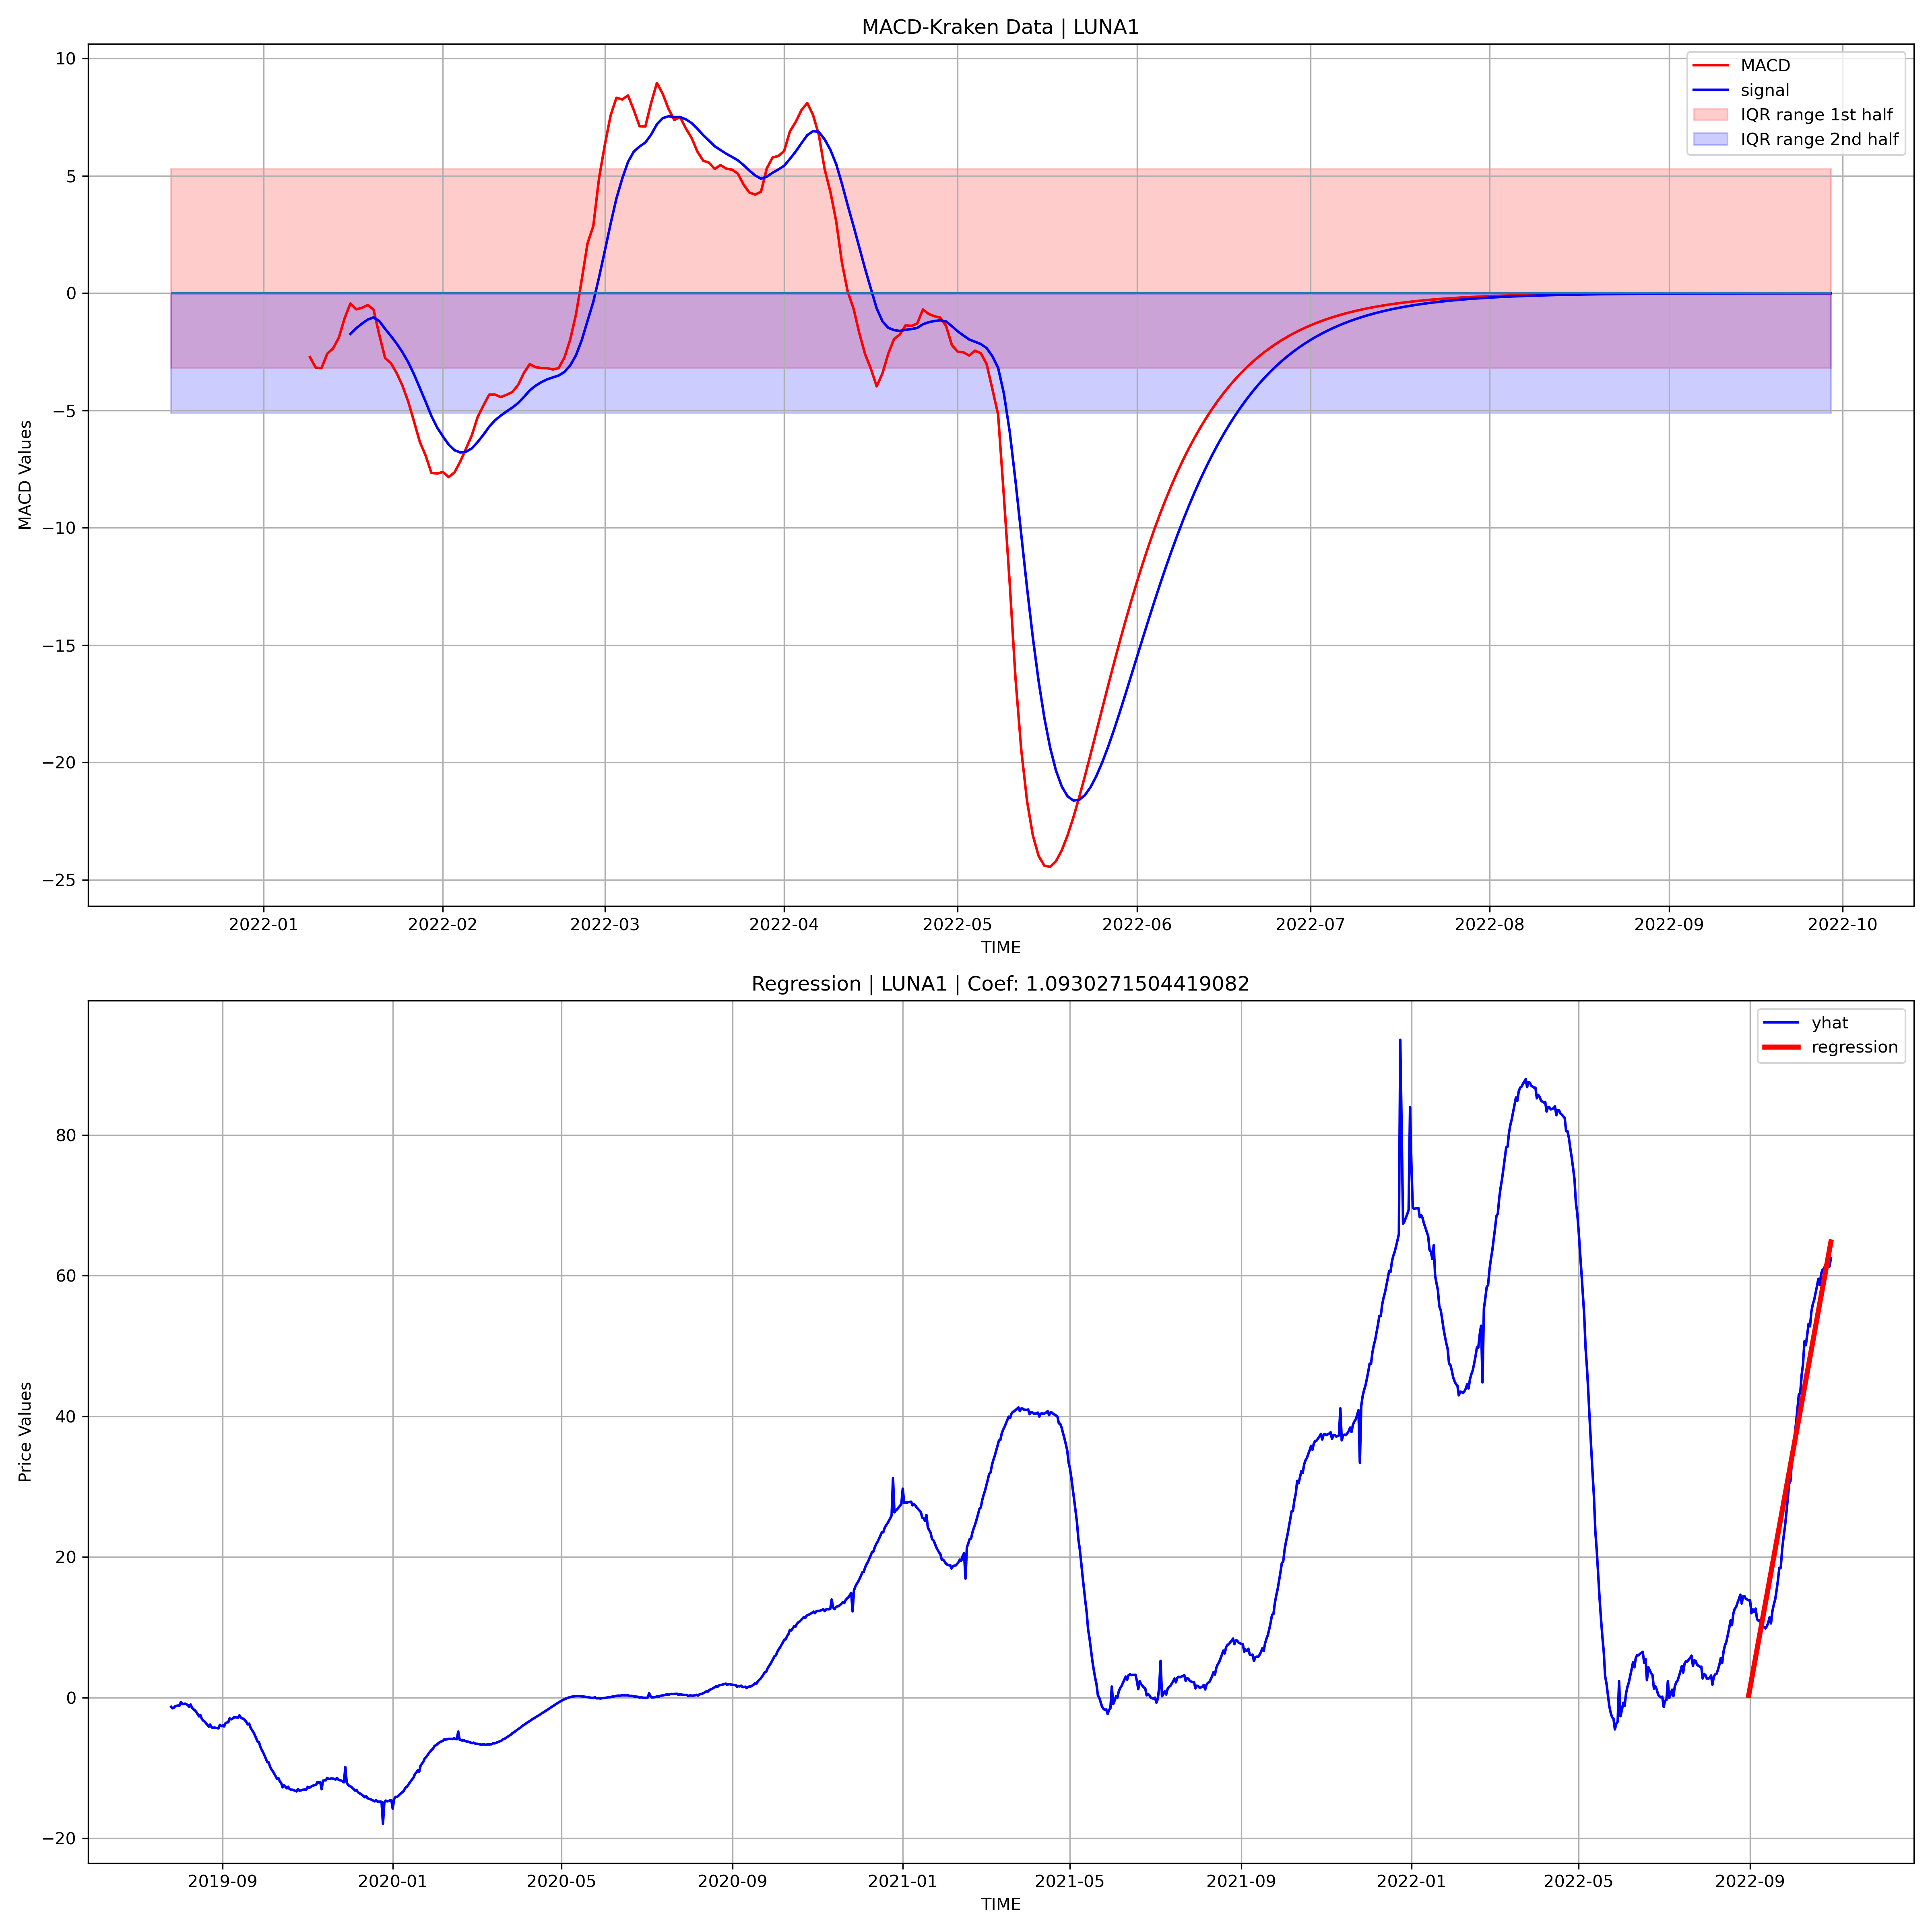 MACD-Kraken Data | LUNA1
MACD
signal
IQR range 1st half
IQR range 2nd half
10
5
0
−5
−10
−15
−20
−25
MACD Values
2022-01 2022-02 2022-03 2022-04 2022-05 2022-06 2022-07 2022-08 2022-09 2022-10
TIME
Regression | LUNA1 | Coef: 1.0930271504419082
yhat
regression
80
60
40
20
0
−20
Price Values
2019-09 2020-01 2020-05 2020-09 2021-01 2021-05 2021-09 2022-01 2022-05 2022-09
TIME